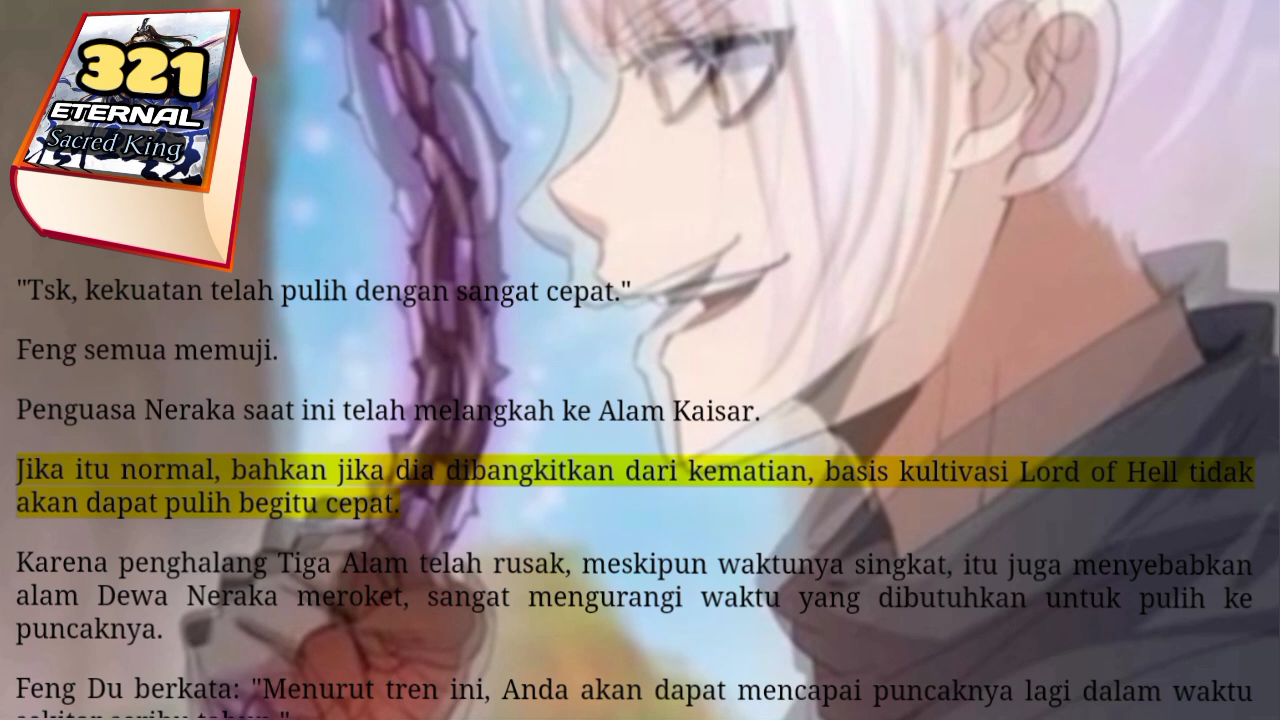 321
ETERNAL
Sacred King
"Tsk, kekuatan telah pulih dengan sangat cepat."
Feng semua memuji.
Penguasa Neraka saat ini telah melangkah ke Alam Kaisar.
Jika itu normal, bahkan jika dia dibangkitkan dari kematian, basis kultivasi Lord of Hell tidak
akan dapat pulih begitu cepat.
Karena penghalang Tiga Alam telah rusak, meskipun waktunya singkat, itu juga menyebabkan
alam Dewa Neraka meroket, sangat mengurangi waktu yang dibutuhkan untuk pulih ke
puncaknya.
Feng Du berkata: "Menurut tren ini, Anda akan dapat mencapai puncaknya lagi dalam waktu